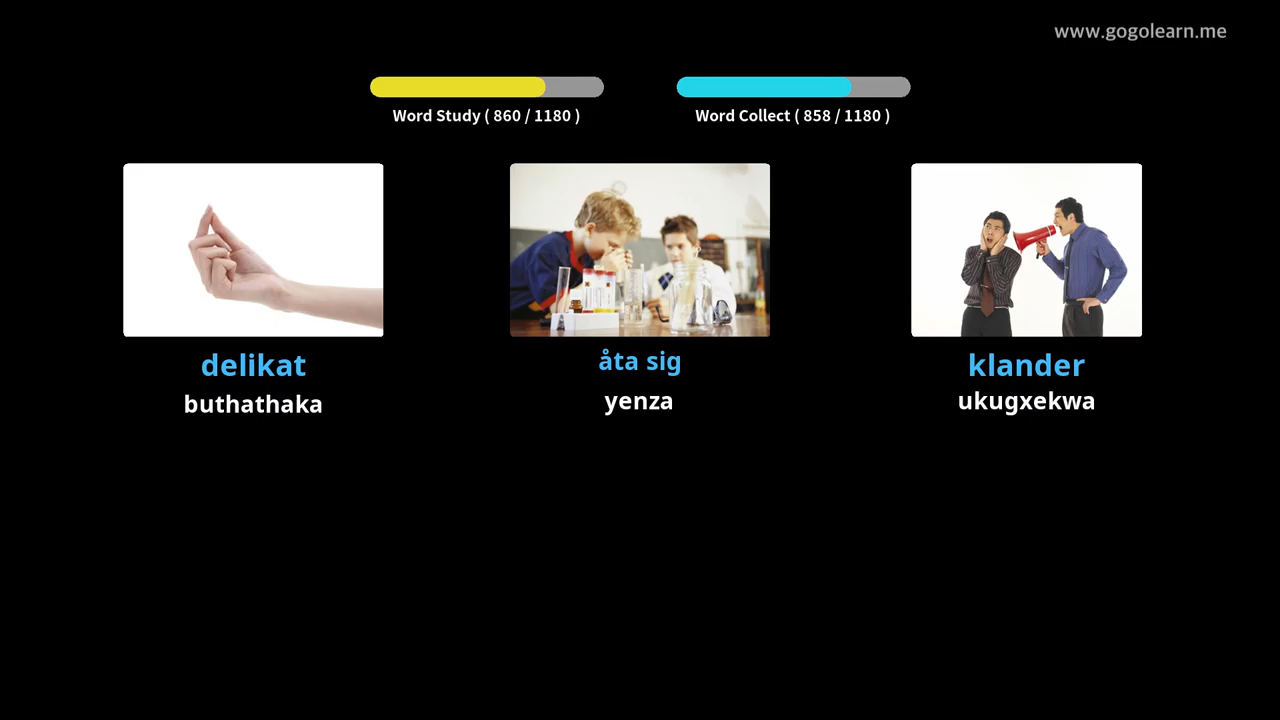 www.gogolearn.me
Word Study ( 860 / 1180 )
Word Collect ( 858 / 1180 )
delikat
buthathaka
åta sig
yenza
klander
ukugxekwa